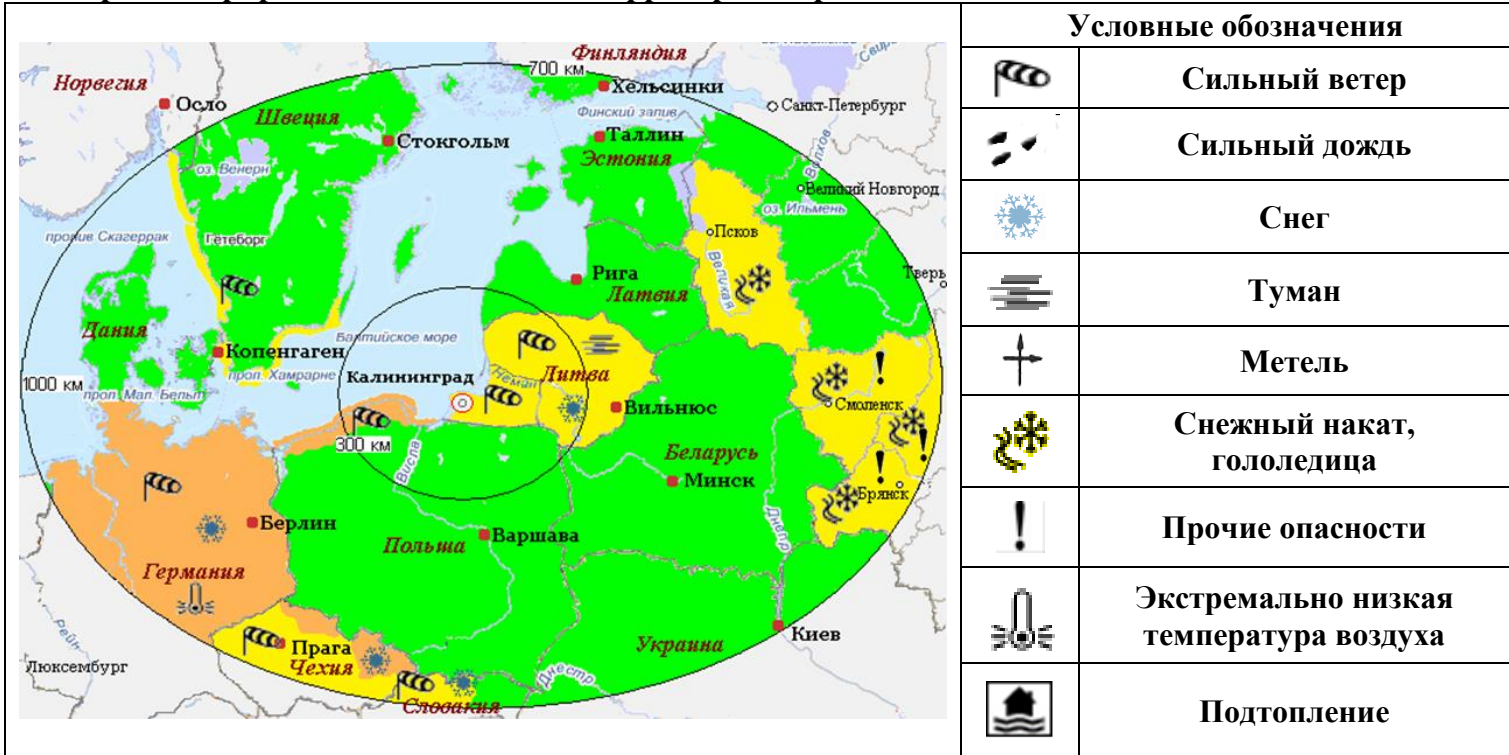 Условные обозначения
Сильный ветер
Сильный дождь
Снег
Туман
Метель
Снежный накат,
гололедица
Прочие опасности
Экстремально низкая
температура воздуха
Подтопление
Финляндия
700 км
Норвегия
Хельсинки
Осло
Санкт-Петербург
Швеция
Финский залив
Таллин
Стокгольм
Эстония
Волхов
оз. Венерн
Великий Новгород
оз. Ильмень
Псков
пролив Скагеррак
Гётеборг
Великая
Рига
Тверь
Латвия
Дания
Балтийское море
Копенгаген
Калининград
Неман
Литва
1000 км
прол. Хамрарне
прол. Мал. Бельт
Смоленск
Вильнюс
300 км
Висла
Беларусь
Минск
Брянск
Берлин
Днепр
Польша
Варшава
Германия
Рейн
Прага
Украина
Киев
Люксембург
Чехия
Днестр
Словакия